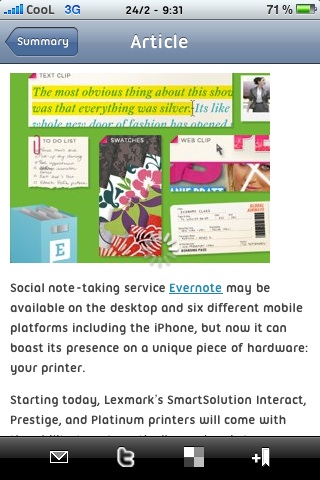 CooL 3G 24/2 - 9:31 71 %
Summary
Article
TEXT CLIP
The most obvious thing about this show
was that everything was silver. Its like
whole new door of fashion has opened
TO DO LIST
SWATCHES
WEB CLIP
ECONOMY CLASS
BOARDING PASS
E
Social note-taking service Evernote may be
available on the desktop and six different mobile
platforms including the iPhone, but now it can
boast its presence on a unique piece of hardware:
your printer.
Starting today, Lexmark's SmartSolution Interact,
Prestige, and Platinum printers will come with